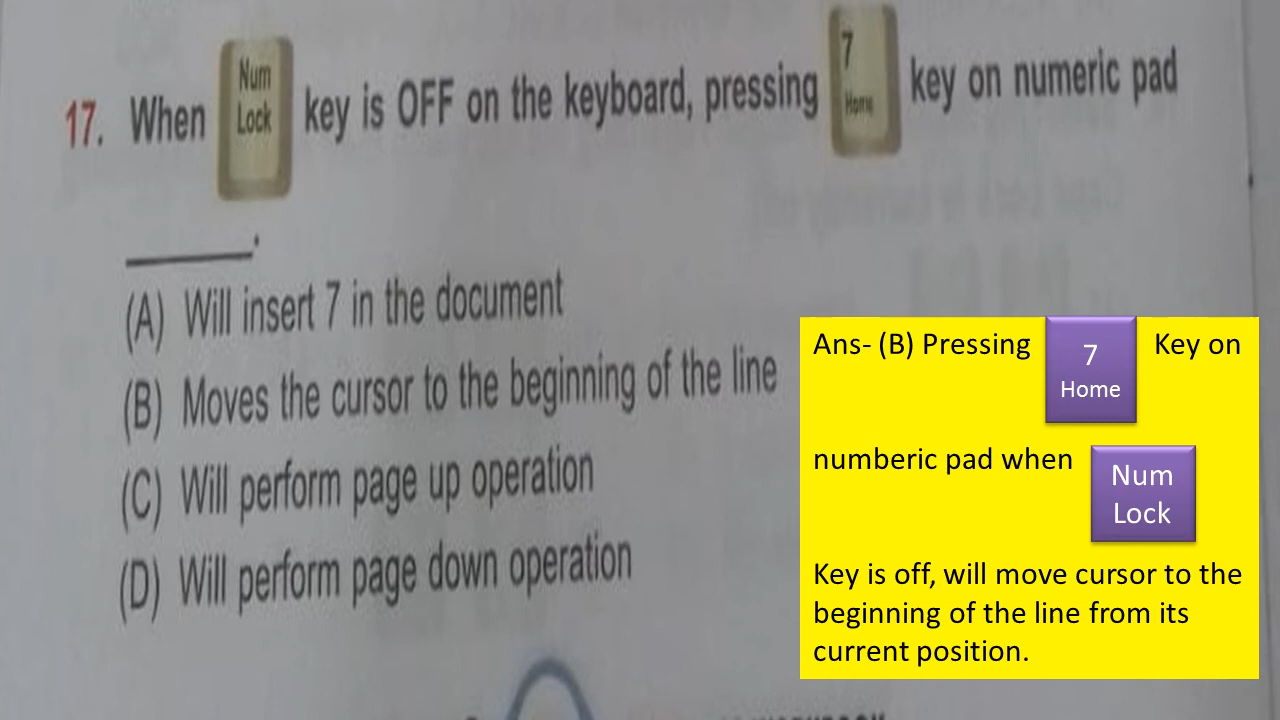 17. When Num Lock key is OFF on the keyboard, pressing 7 Home key on numeric pad
________.
(A) Will insert 7 in the document
(B) Moves the cursor to the beginning of the line
(C) Will perform page up operation
(D) Will perform page down operation
Ans- (B) Pressing 7 Home Key on
numberic pad when Num Lock
Key is off, will move cursor to the
beginning of the line from its
current position.